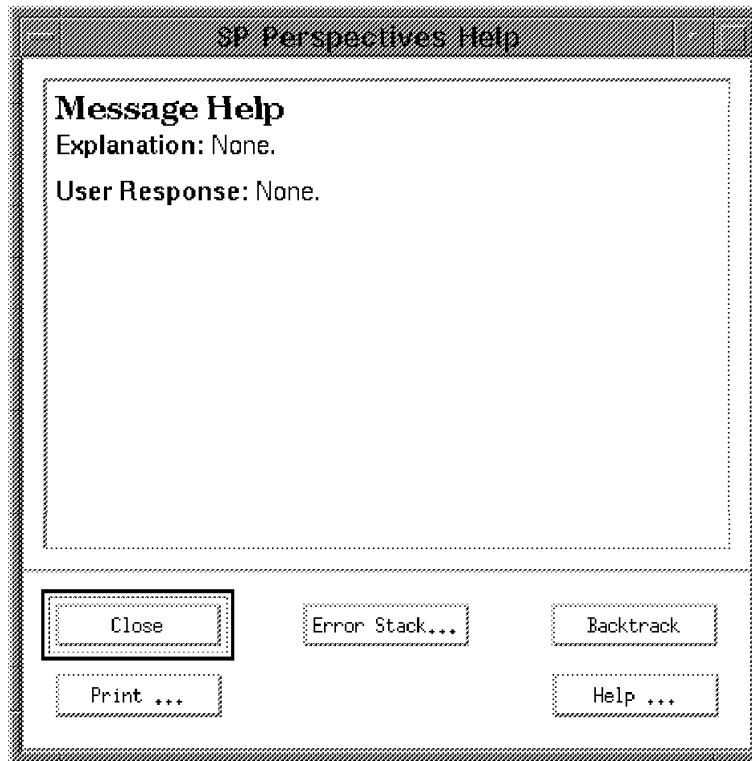 SP Perspectives Help
Message Help
Explanation: None.
User Response: None.
Close
Error Stack...
Backtrack
Print ...
Help ...